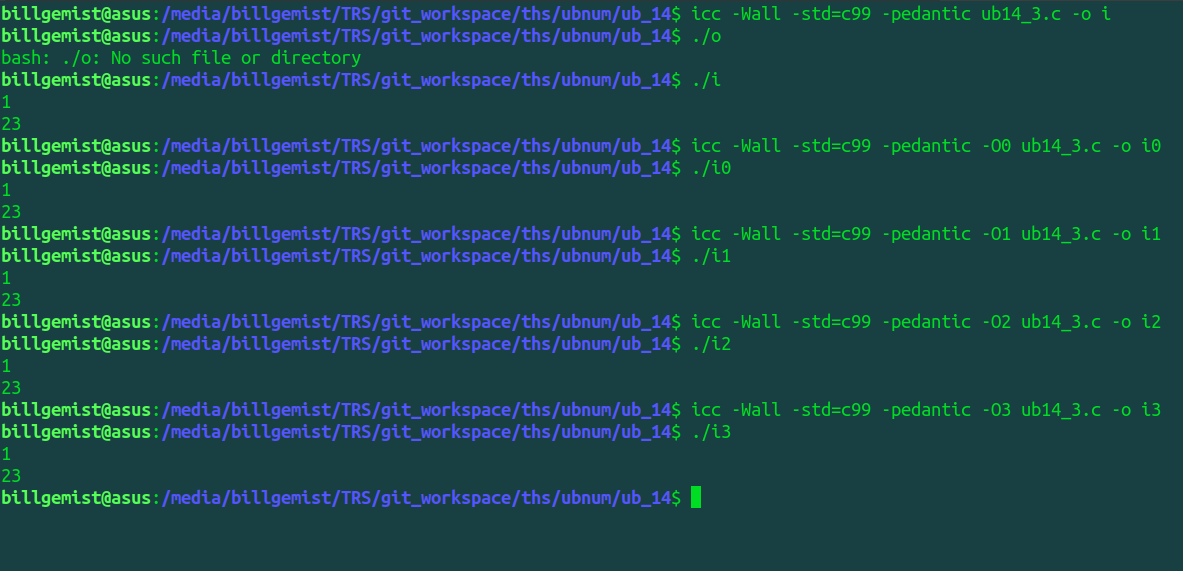 billgemist@asus:/media/billgemist/TRS/git_workspace/ths/ubnum/ub_14$ icc -Wall -std=c99 -pedantic ub14_3.c -o i
billgemist@asus:/media/billgemist/TRS/git_workspace/ths/ubnum/ub_14$ ./o
bash: ./o: No such file or directory
billgemist@asus:/media/billgemist/TRS/git_workspace/ths/ubnum/ub_14$ ./i
1
23
billgemist@asus:/media/billgemist/TRS/git_workspace/ths/ubnum/ub_14$ icc -Wall -std=c99 -pedantic -O0 ub14_3.c -o i0
billgemist@asus:/media/billgemist/TRS/git_workspace/ths/ubnum/ub_14$ ./i0
1
23
billgemist@asus:/media/billgemist/TRS/git_workspace/ths/ubnum/ub_14$ icc -Wall -std=c99 -pedantic -O1 ub14_3.c -o i1
billgemist@asus:/media/billgemist/TRS/git_workspace/ths/ubnum/ub_14$ ./i1
1
23
billgemist@asus:/media/billgemist/TRS/git_workspace/ths/ubnum/ub_14$ icc -Wall -std=c99 -pedantic -O2 ub14_3.c -o i2
billgemist@asus:/media/billgemist/TRS/git_workspace/ths/ubnum/ub_14$ ./i2
1
23
billgemist@asus:/media/billgemist/TRS/git_workspace/ths/ubnum/ub_14$ icc -Wall -std=c99 -pedantic -O3 ub14_3.c -o i3
billgemist@asus:/media/billgemist/TRS/git_workspace/ths/ubnum/ub_14$ ./i3
1
23
billgemist@asus:/media/billgemist/TRS/git_workspace/ths/ubnum/ub_14$